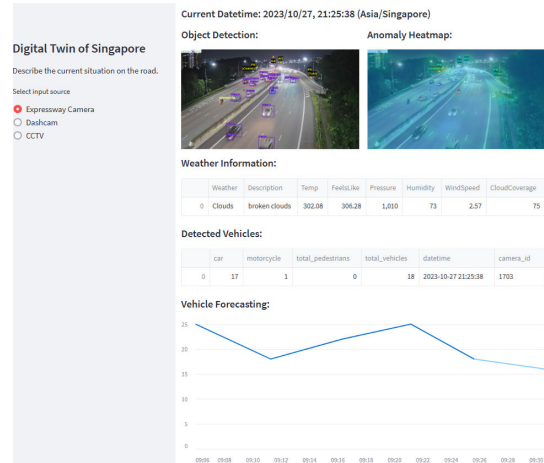 Digital Twin of Singapore
Describe the current situation on the road.
Select input source
Expressway Camera
Dashcam
CCTV
Current Datetime: 2023/10/27, 21:25:38 (Asia/Singapore)
Object Detection: Anomaly Heatmap:
Weather Information:
Weather Description Temp FeelsLike Pressure Humidity WindSpeed CloudCoverage
0 Clouds broken clouds 302.08 306.28 1,010 73 2.57 75
Detected Vehicles:
car motorcycle total_pedestrians total_vehicles datetime camera_id
0 17 1 0 18 2023-10-27 21:25:38 1703
Vehicle Forecasting:
25
20
15
10
5
0
09:06 09:08 09:10 09:12 09:14 09:16 09:18 09:20 09:22 09:24 09:26 09:28 09:30